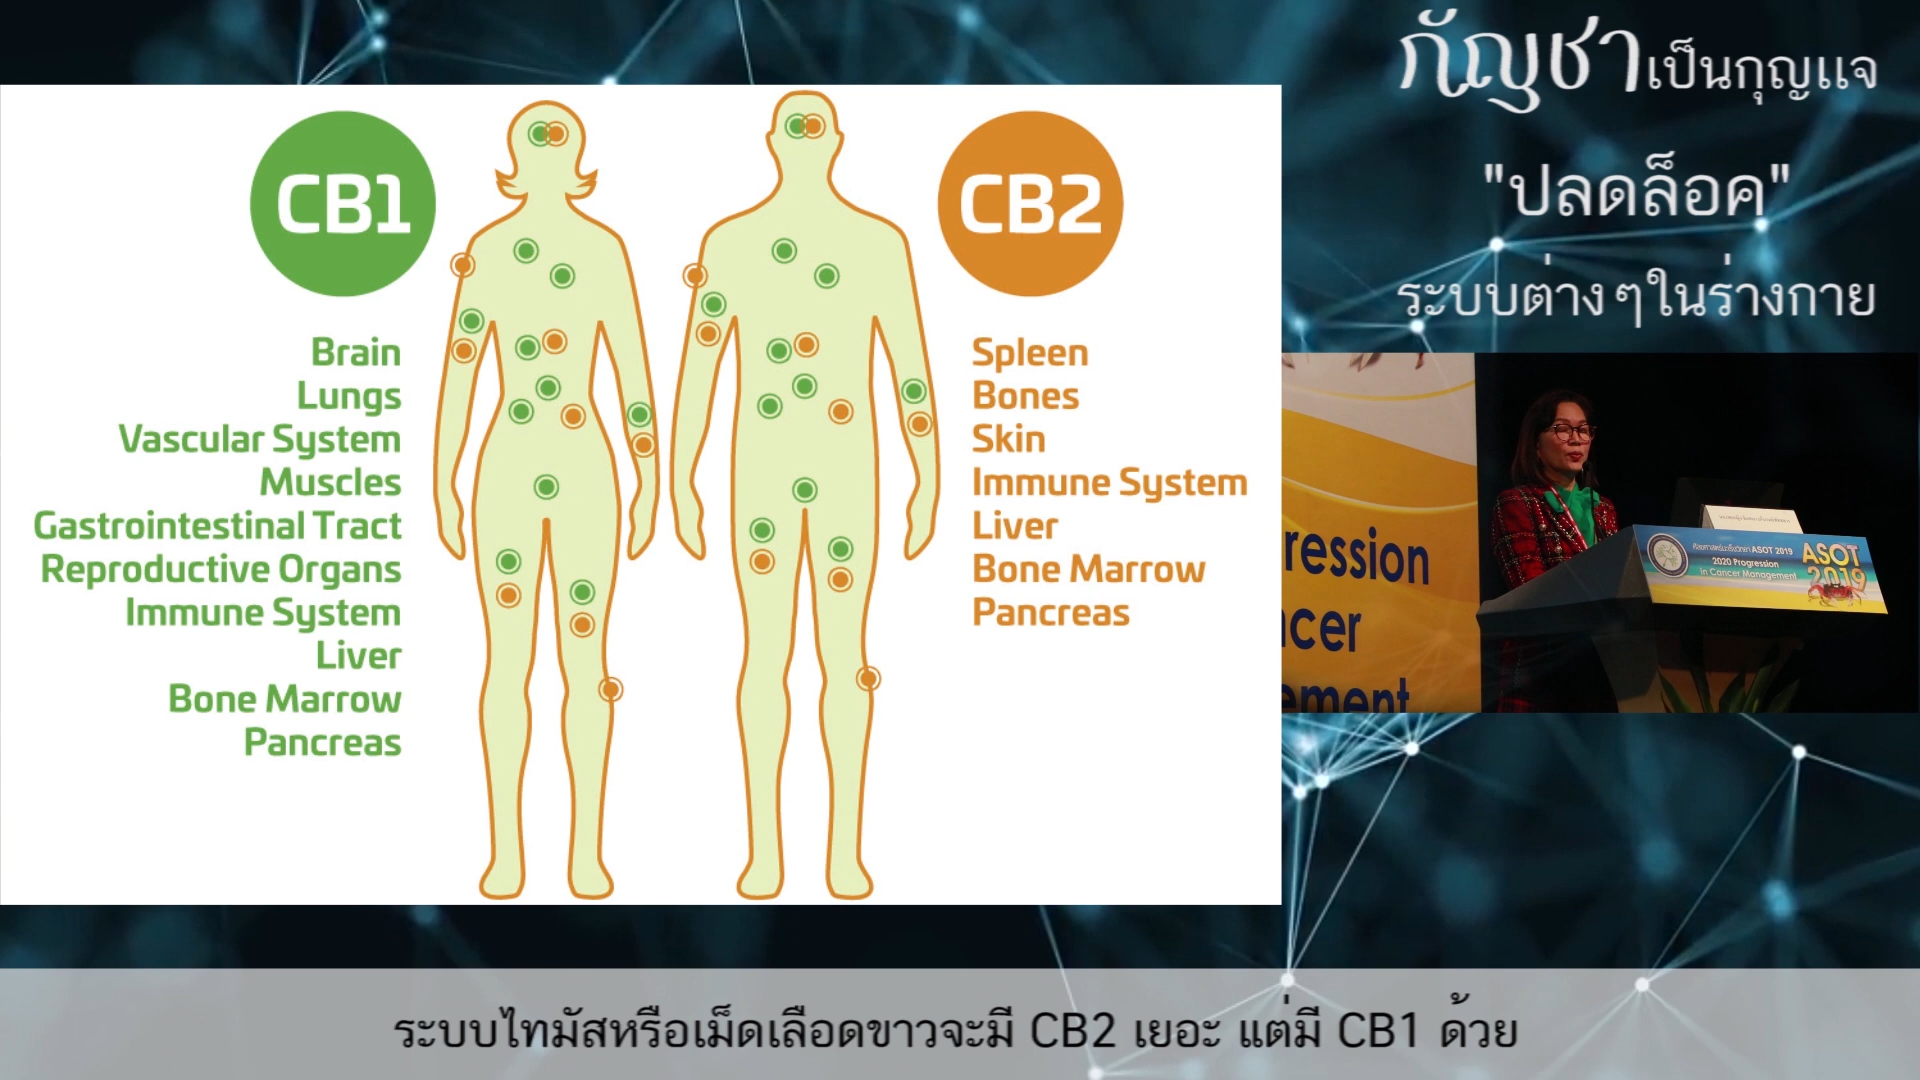 กัญชาเป็นกุญแจ
"ปลดล็อค"
ระบบต่างๆในร่างกาย
CB1
Brain
Lungs
Vascular System
Muscles
Gastrointestinal Tract
Reproductive Organs
Immune System
Liver
Bone Marrow
Pancreas
CB2
Spleen
Bones
Skin
Immune System
Liver
Bone Marrow
Pancreas
ression
cer
ement
ASOT 2019
2020 Progression
in Cancer Management
ASOT
2019
ระบบไทมัสหรือเม็ดเลือดขาวจะมี CB2 เยอะ แต่มี CB1 ด้วย